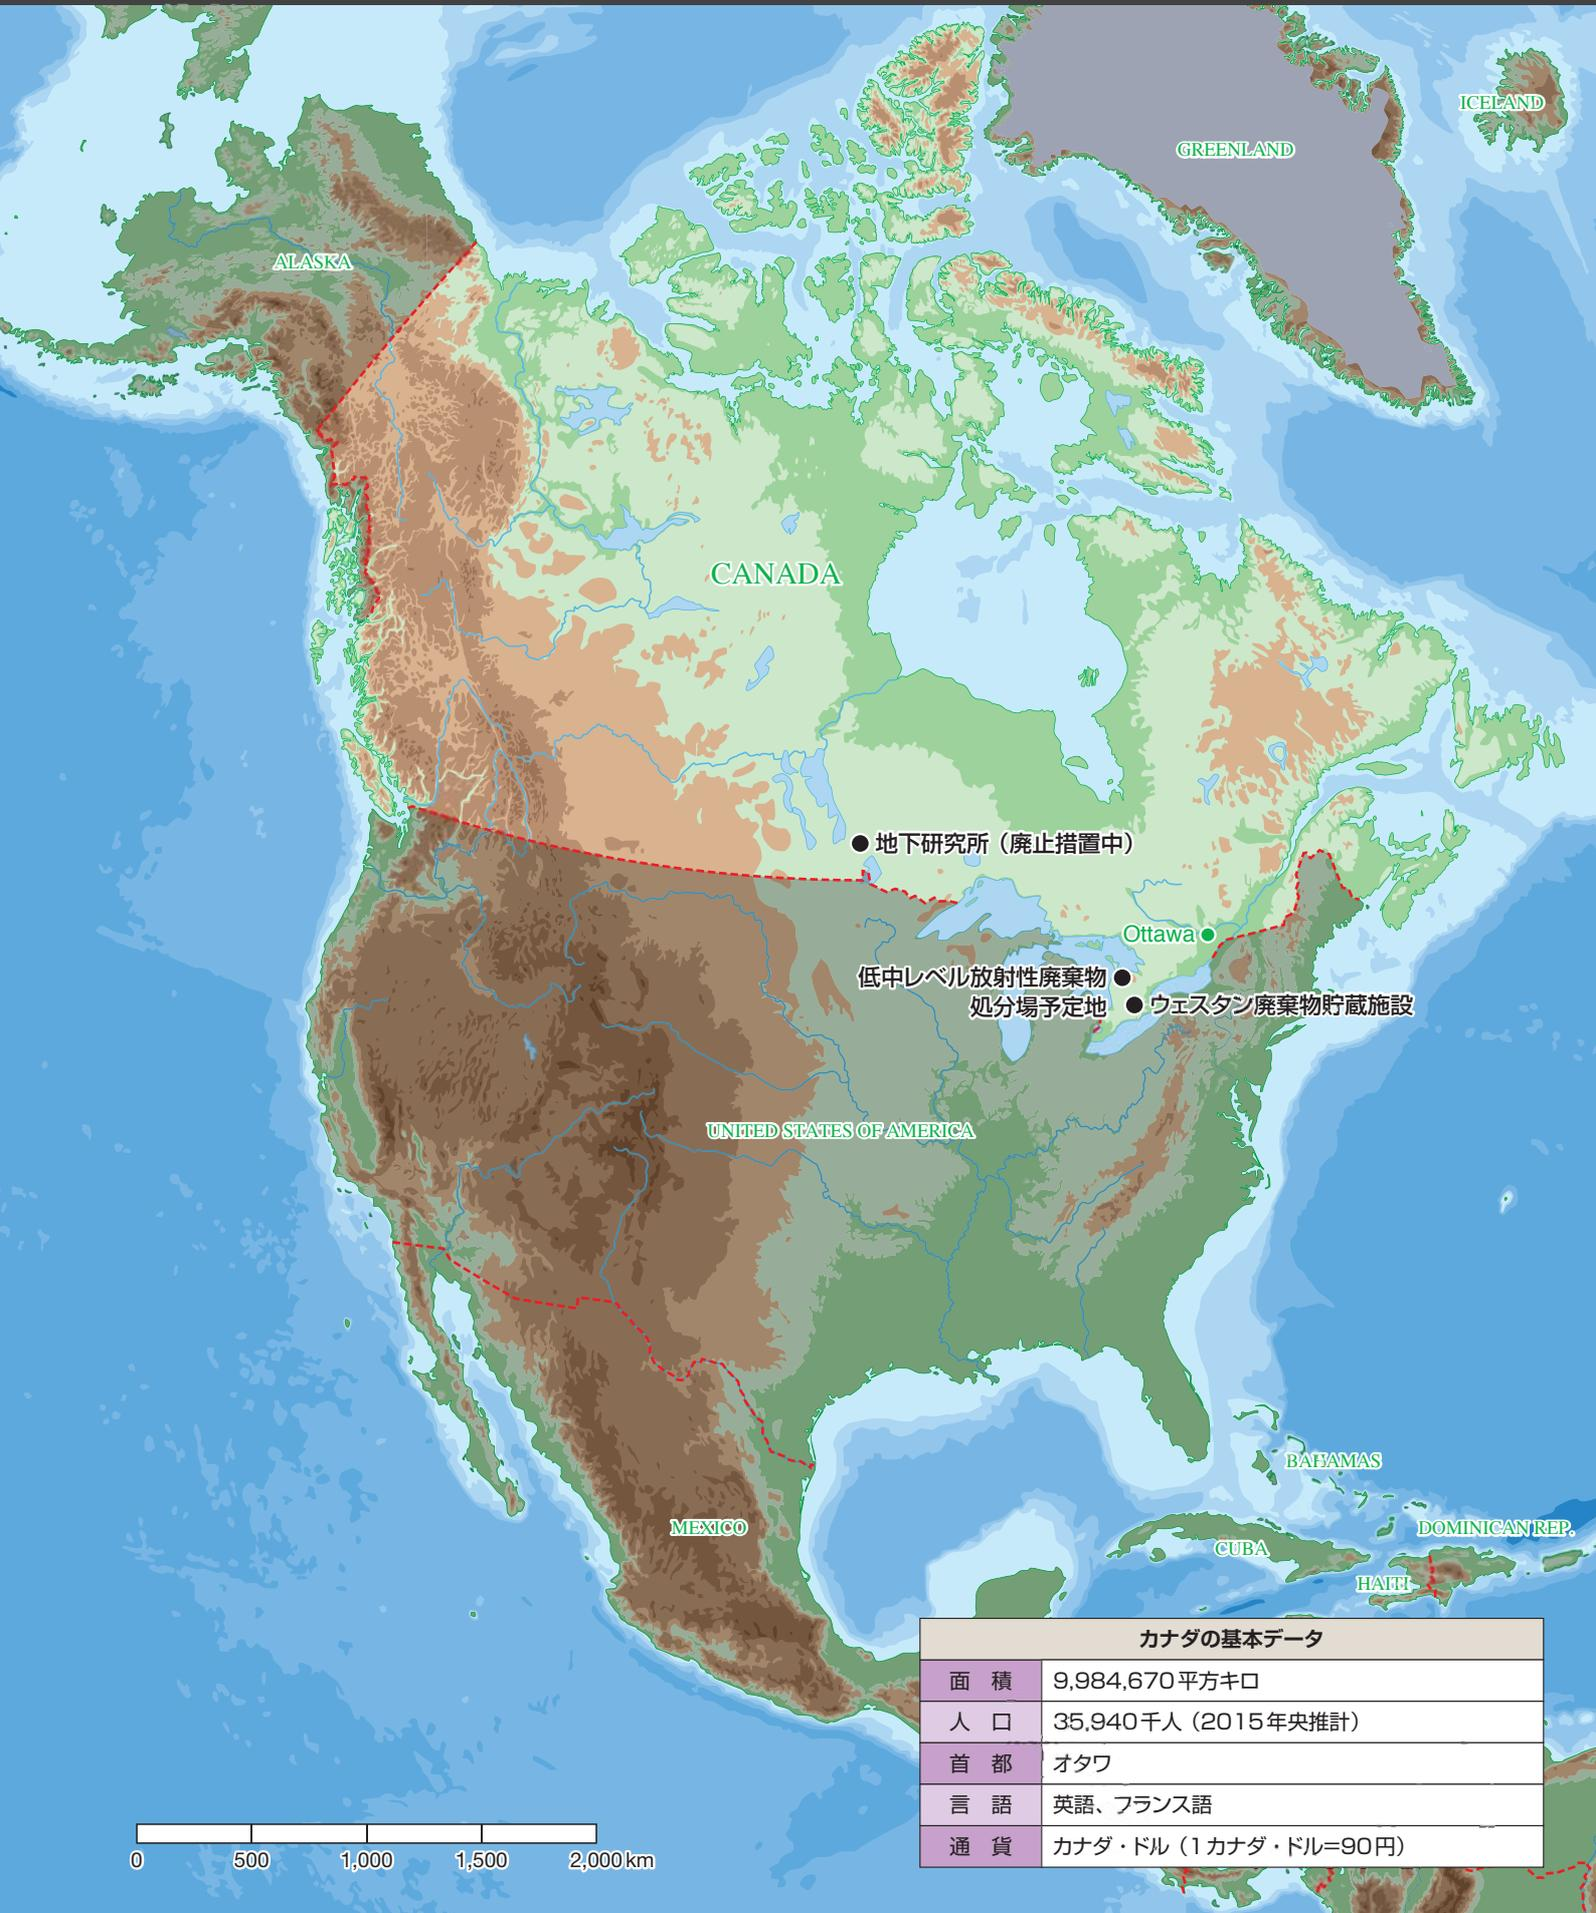 ICELAND
GREENLAND
ALASKA
CANADA
地下研究所（廃止措置中）
Ottawa
低中レベル放射性廃棄物
処分場予定地
ウェスタン廃棄物貯蔵施設
UNITED STATES OF AMERICA
BAHAMAS
MEXICO
DOMINICAN REP.
CUBA
HAITI
カナダの基本データ
面　積 9,984,670平方キロ
人　口 35,940千人（2015年央推計）
首　都 オタワ
言　語 英語、フランス語
通　貨 カナダ・ドル（1カナダ・ドル=90円）
0 500 1,000 1,500 2,000km